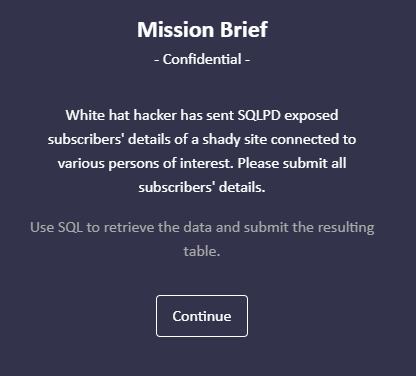 Mission Brief
- Confidential -
White hat hacker has sent SQLPD exposed
subscribers' details of a shady site connected to
various persons of interest. Please submit all
subscribers' details.
Use SQL to retrieve the data and submit the resulting
table.
Continue